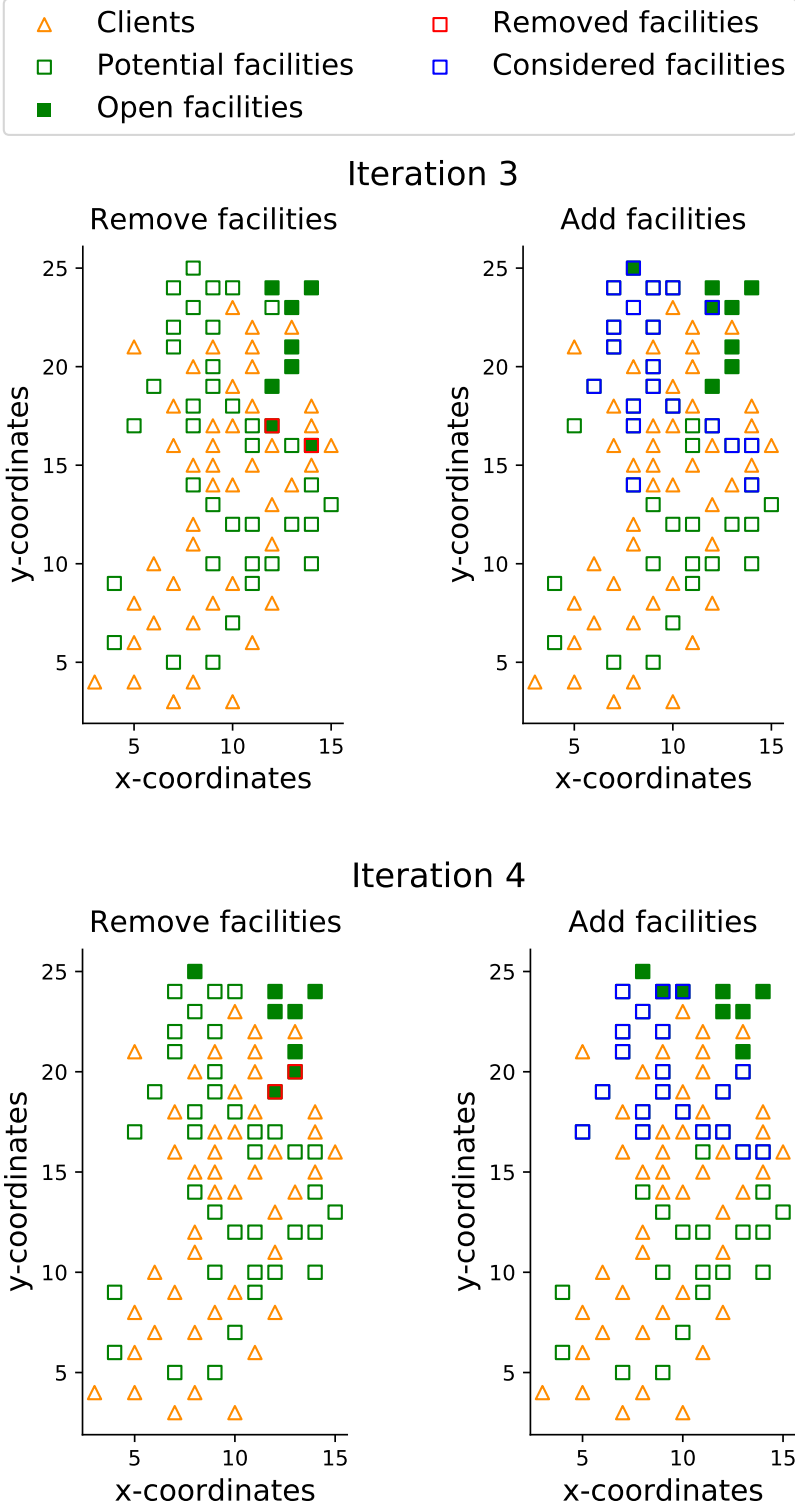 Clients
Removed facilities
Potential facilities
Considered facilities
Open facilities
Iteration 3
Remove facilities
Add facilities
25
20
15
10
5
y-coordinates
5 10 15
x-coordinates
25
20
15
10
5
y-coordinates
5 10 15
x-coordinates
Iteration 4
Remove facilities
Add facilities
25
20
15
10
5
y-coordinates
5 10 15
x-coordinates
25
20
15
10
5
y-coordinates
5 10 15
x-coordinates